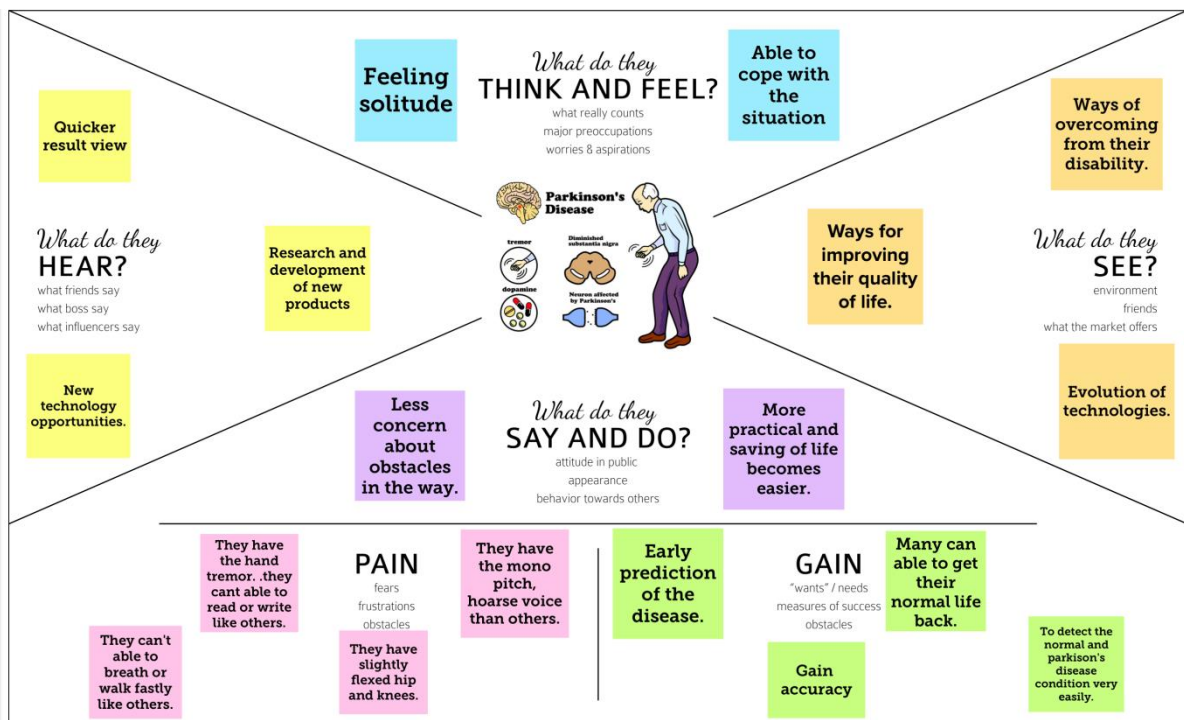 Feeling
solitude
What do they
THINK AND FEEL?
what really counts
major preoccupations
worries & aspirations
Able to
cope with
the
situation
Quicker
result view
What do they
HEAR?
what friends say
what boss say
what influencers say
Research and
development
of new
products
New
technology
opportunities.
Parkinson's
Disease
tremor
Diminished
substantia nigra
dopamine
Neuron affected
by Parkinson's
Ways for
improving
their quality
of life.
Ways of
overcoming
from their
disability.
What do they
SEE?
environment
friends
what the market offers
Evolution of
technologies.
Less
concern
about
obstacles
in the way.
What do they
SAY AND DO?
attitude in public
appearance
behavior towards others
More
practical and
saving of life
becomes
easier.
They have
the hand
tremor. .they
cant able to
read or write
like others.
PAIN
fears
frustrations
obstacles
They have
the mono
pitch,
hoarse voice
than others.
They can't
able to
breath or
walk fastly
like others.
They have
slightly
flexed hip
and knees.
Early
prediction
of the
disease.
GAIN
"wants" / needs
measures of success
obstacles
Many can
able to get
their
normal life
back.
Gain
accuracy
To detect the
normal and
parkison's
disease
condition very
easily.